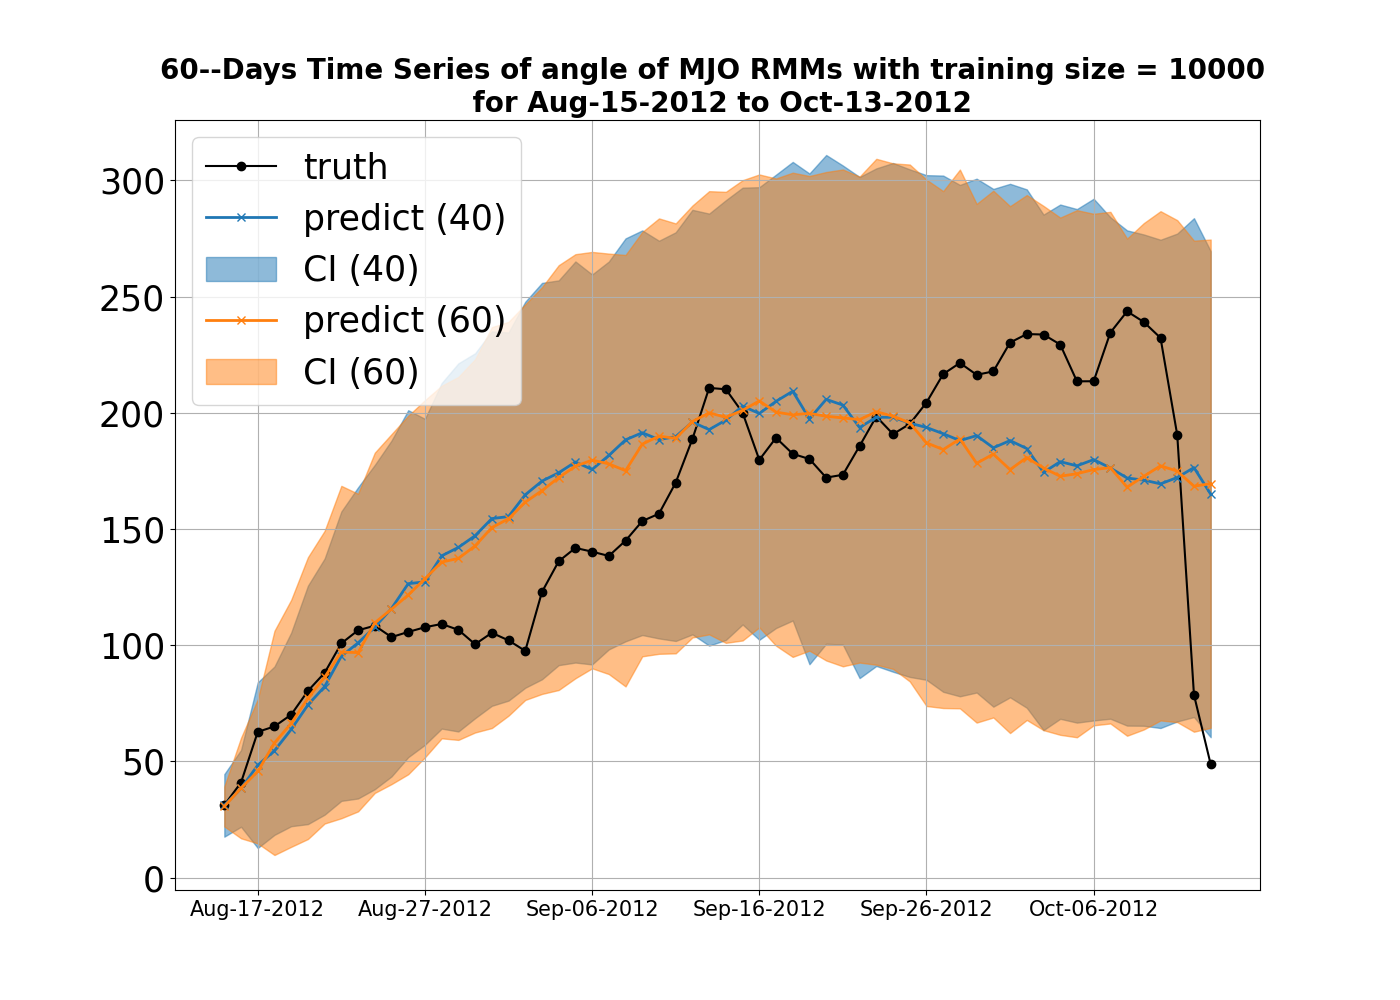 60--Days Time Series of angle of MJO RMMs with training size = 10000
for Aug-15-2012 to Oct-13-2012
truth
predict (40)
CI (40)
predict (60)
CI (60)
300
250
200
150
100
50
0
Aug-17-2012 Aug-27-2012 Sep-06-2012 Sep-16-2012 Sep-26-2012 Oct-06-2012